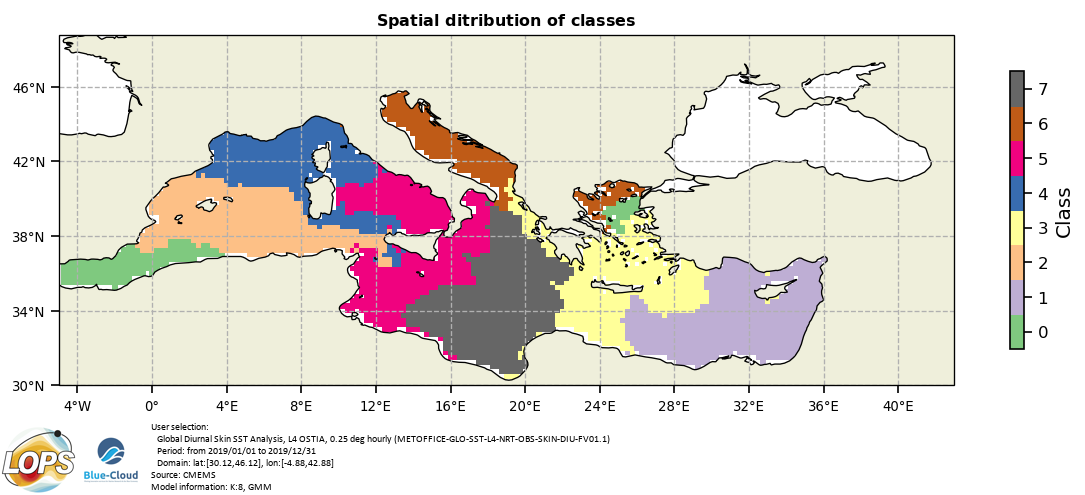 Spatial ditribution of classes
46°N
42°N
38°N
34°N
30°N
4°W 0° 4°E 8°E 12°E 16°E 20°E 24°E 28°E 32°E 36°E 40°E
7
6
5
4
3
2
1
0
Class
LOPS
Blue-Cloud
User selection:
Global Diurnal Skin SST Analysis, L4 OSTIA, 0.25 deg hourly (METOFFICE-GLO-SST-L4-NRT-OBS-SKIN-DIU-FV01.1)
Period: from 2019/01/01 to 2019/12/31
Domain: lat:[30.12,46.12], lon:[-4.88,42.88]
Source: CMEMS
Model information: K:8, GMM